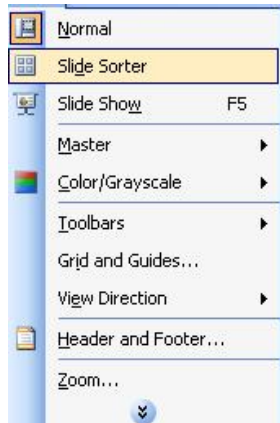 Normal
Slide Sorter
Slide Show F5
Master
Color/Grayscale
Toolbars
Grid and Guides...
View Direction
Header and Footer...
Zoom...